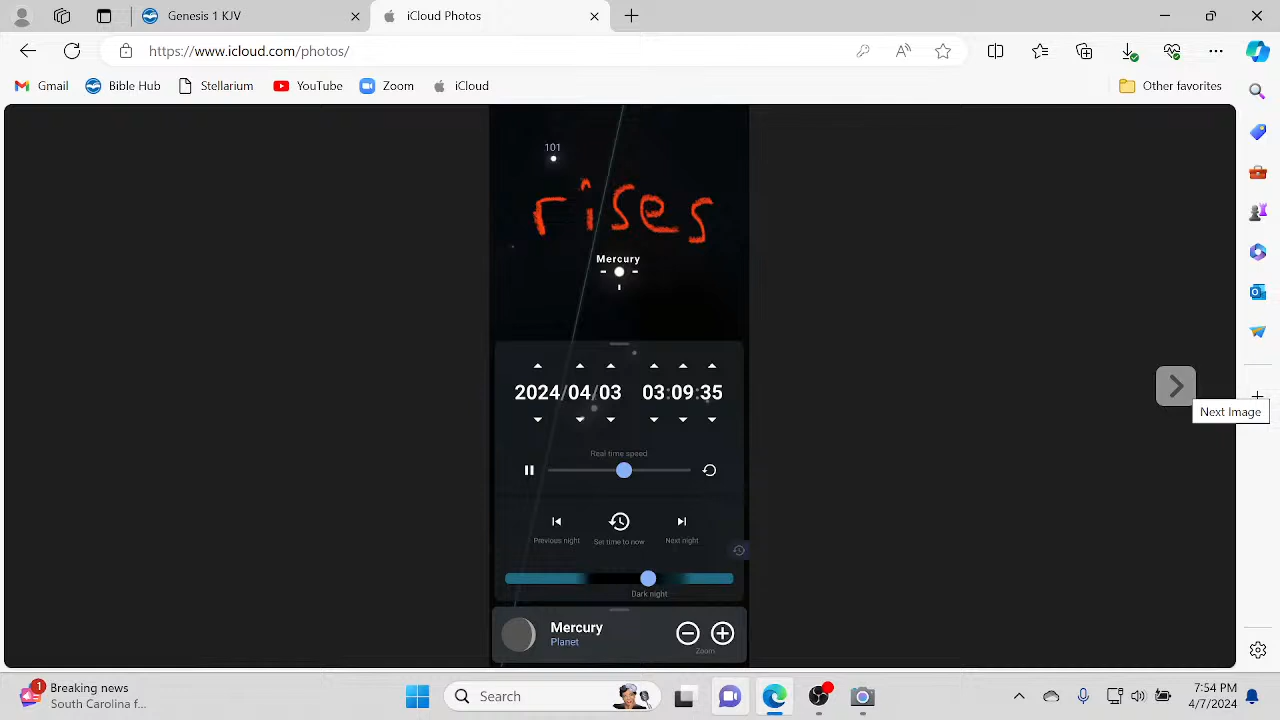 Genesis 1 KJV
iCloud Photos
https://www.icloud.com/photos/
Gmail
Bible Hub
Stellarium
YouTube
Zoom
iCloud
Other favorites
101
rises
Mercury
2024/04/03 03:09:35
Next Image
Real time speed
Previous night
Set time to now
Next night
Dark night
Mercury
Planet
Zoom
1
Breaking news
South Carolina f...
Search
7:54 PM
4/7/2024